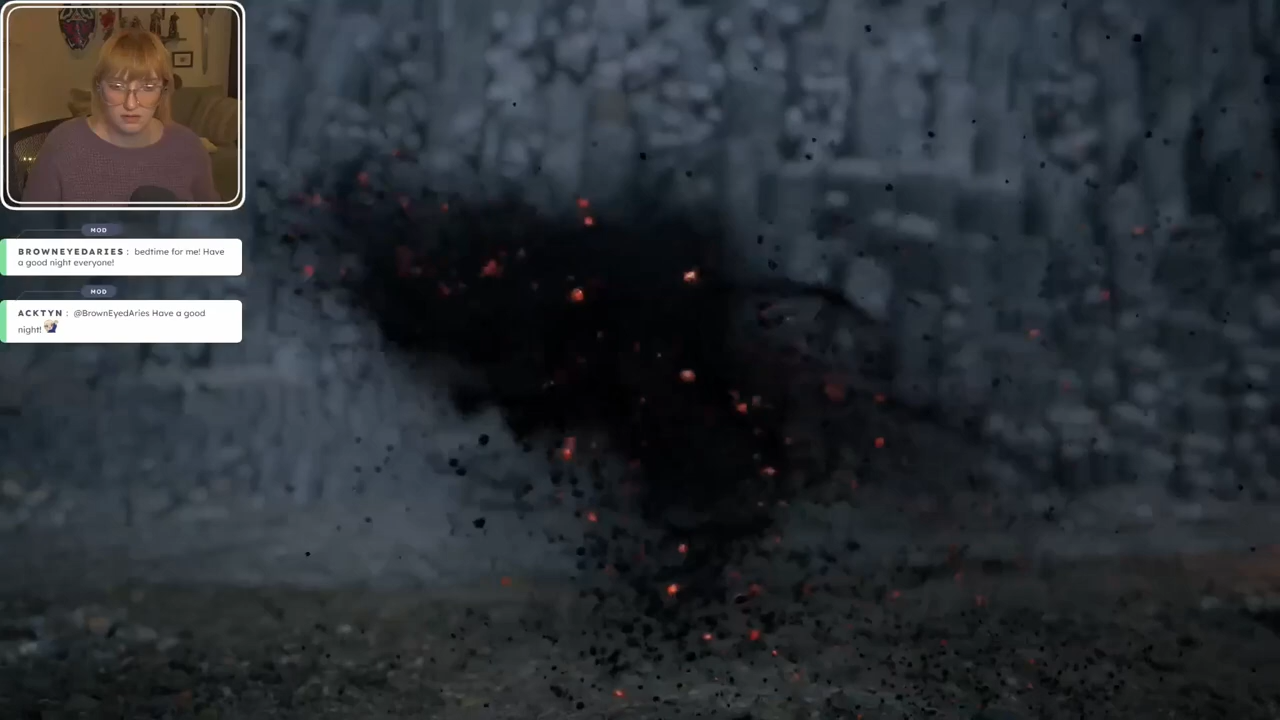 MOD
BROWNEYEDARIES : bedtime for me! Have
a good night everyone!
MOD
ACKTYN : @BrownEyedAries Have a good
night!